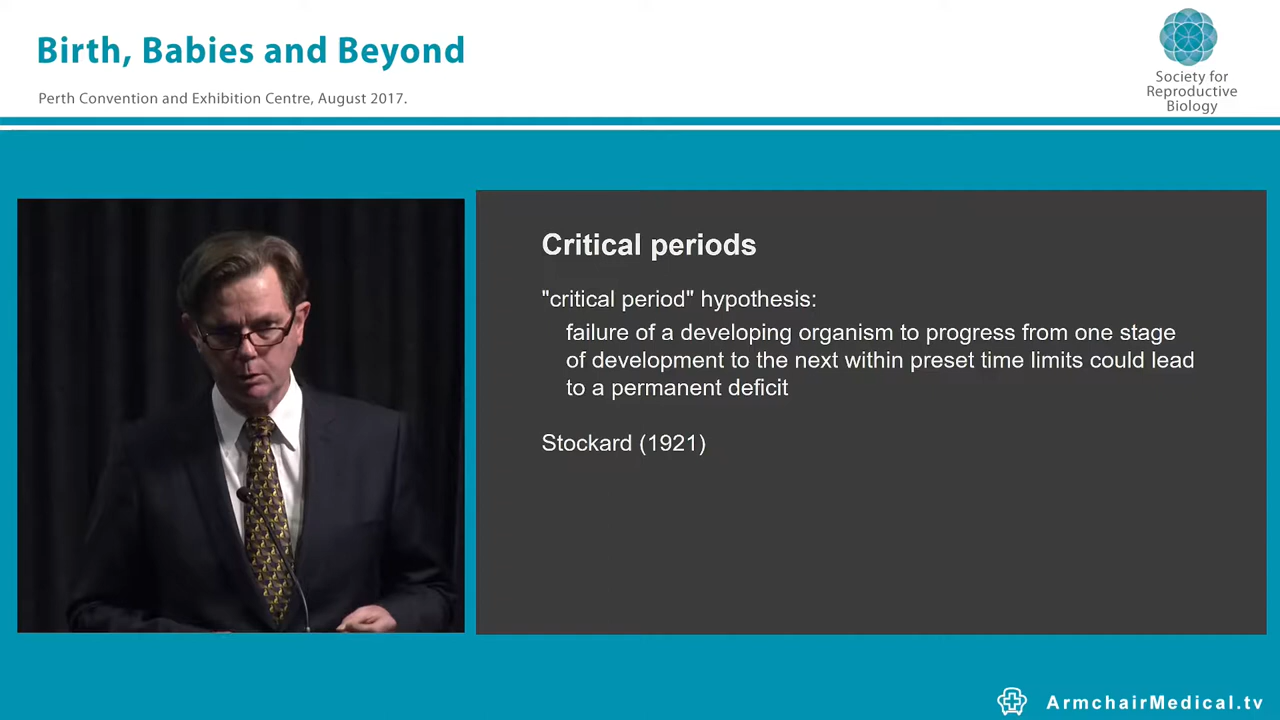 Birth, Babies and Beyond
Perth Convention and Exhibition Centre, August 2017.
Society for
Reproductive
Biology
Critical periods
"critical period" hypothesis:
failure of a developing organism to progress from one stage
of development to the next within preset time limits could lead
to a permanent deficit
Stockard (1921)
ArmchairMedical.tv